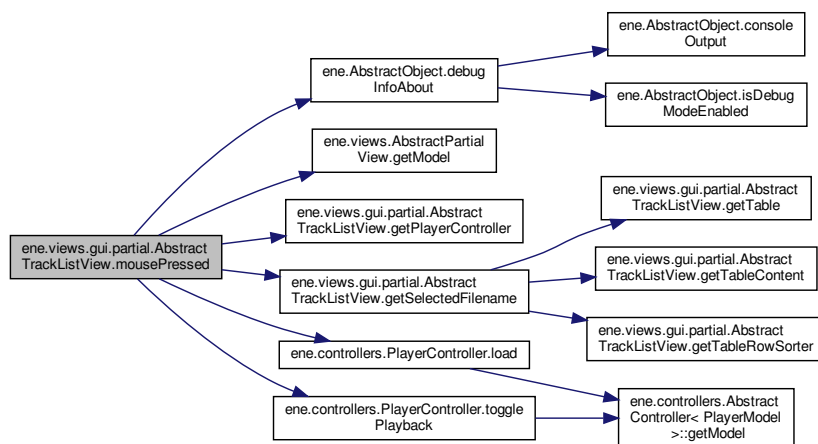 ene.views.gui.partial.Abstract
TrackListView.mousePressed
ene.AbstractObject.debug
InfoAbout
ene.AbstractObject.console
Output
ene.AbstractObject.isDebug
ModeEnabled
ene.views.AbstractPartial
View.getModel
ene.views.gui.partial.Abstract
TrackListView.getPlayerController
ene.views.gui.partial.Abstract
TrackListView.getSelectedFilename
ene.views.gui.partial.Abstract
TrackListView.getTable
ene.views.gui.partial.Abstract
TrackListView.getTableContent
ene.views.gui.partial.Abstract
TrackListView.getTableRowSorter
ene.controllers.PlayerController.load
ene.controllers.PlayerController.toggle
Playback
ene.controllers.Abstract
Controller< PlayerModel
>::getModel